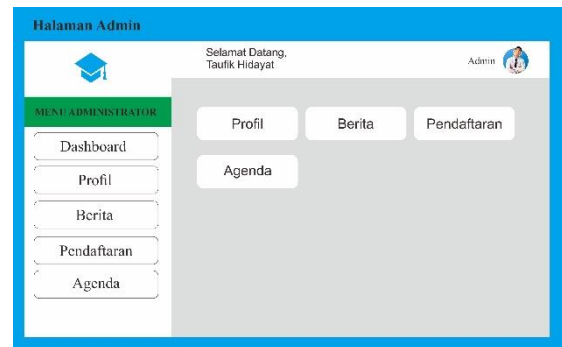 Halaman Admin
Selamat Datang,
Taufik Hidayat
Admin
MENU ADMINISTRATOR
Dashboard
Profil
Berita
Pendaftaran
Agenda
Profil
Berita
Pendaftaran
Agenda